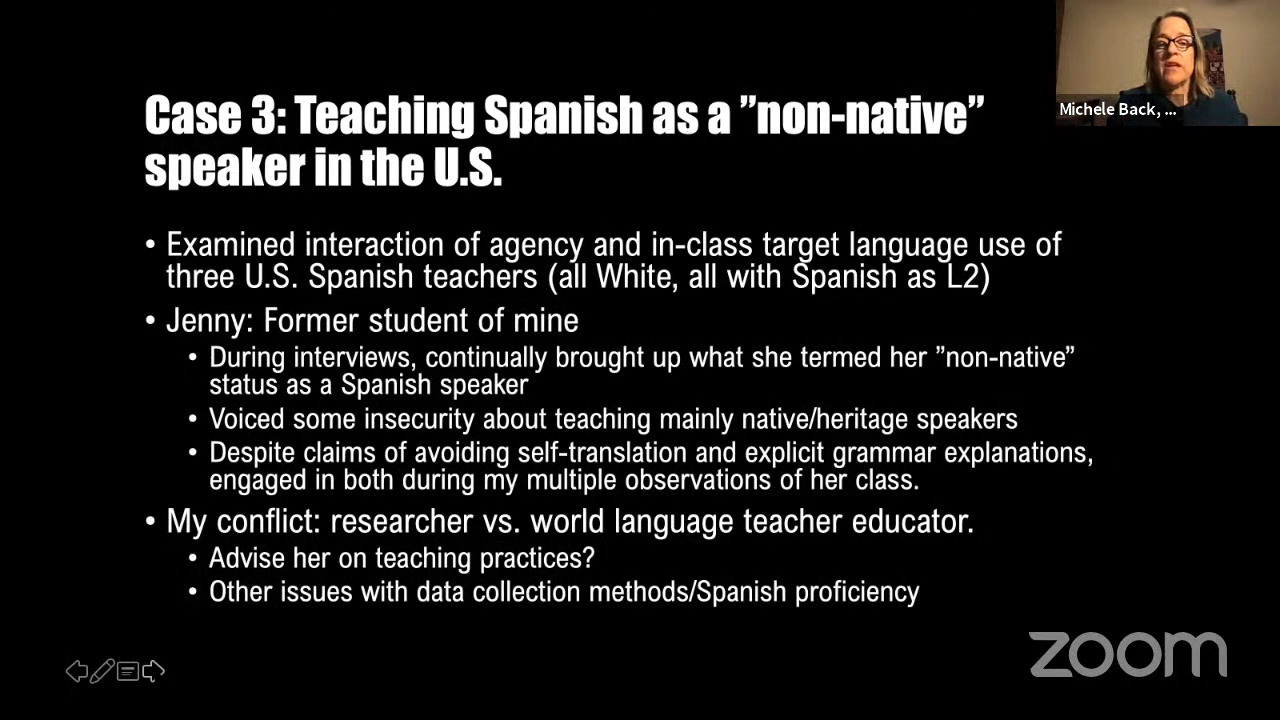 Case 3: Teaching Spanish as a ”non-native”
speaker in the U.S.
• Examined interaction of agency and in-class target language use of
three U.S. Spanish teachers (all White, all with Spanish as L2)
• Jenny: Former student of mine
• During interviews, continually brought up what she termed her ”non-native”
status as a Spanish speaker
• Voiced some insecurity about teaching mainly native/heritage speakers
• Despite claims of avoiding self-translation and explicit grammar explanations,
engaged in both during my multiple observations of her class.
• My conflict: researcher vs. world language teacher educator.
• Advise her on teaching practices?
• Other issues with data collection methods/Spanish proficiency
Michele Back, ...
zoom